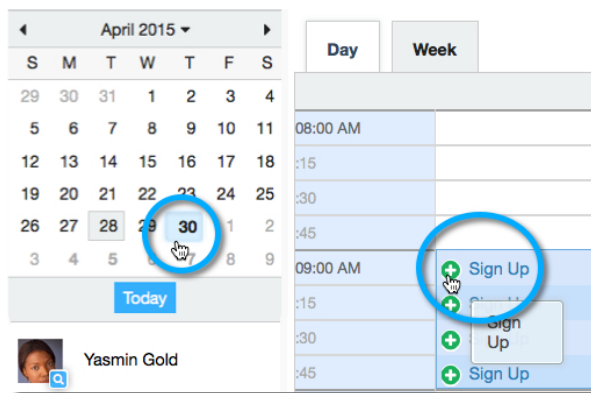 April 2015
S M T W T F S
29 30 31 1 2 3 4
5 6 7 8 9 10 11
12 13 14 15 16 17 18
19 20 21 22 23 24 25
26 27 28 29 30 1 2
3 4 5 6 7 8 9
Today
Yasmin Gold
Day Week
08:00 AM
:15
:30
:45
09:00 AM Sign Up
:15 Sign Up
:30
:45 Sign Up
Sign
Up